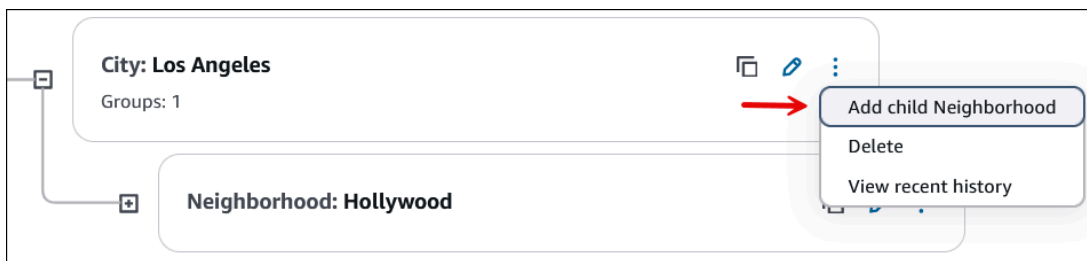 City: Los Angeles
Groups: 1
Add child Neighborhood
Delete
View recent history
Neighborhood: Hollywood